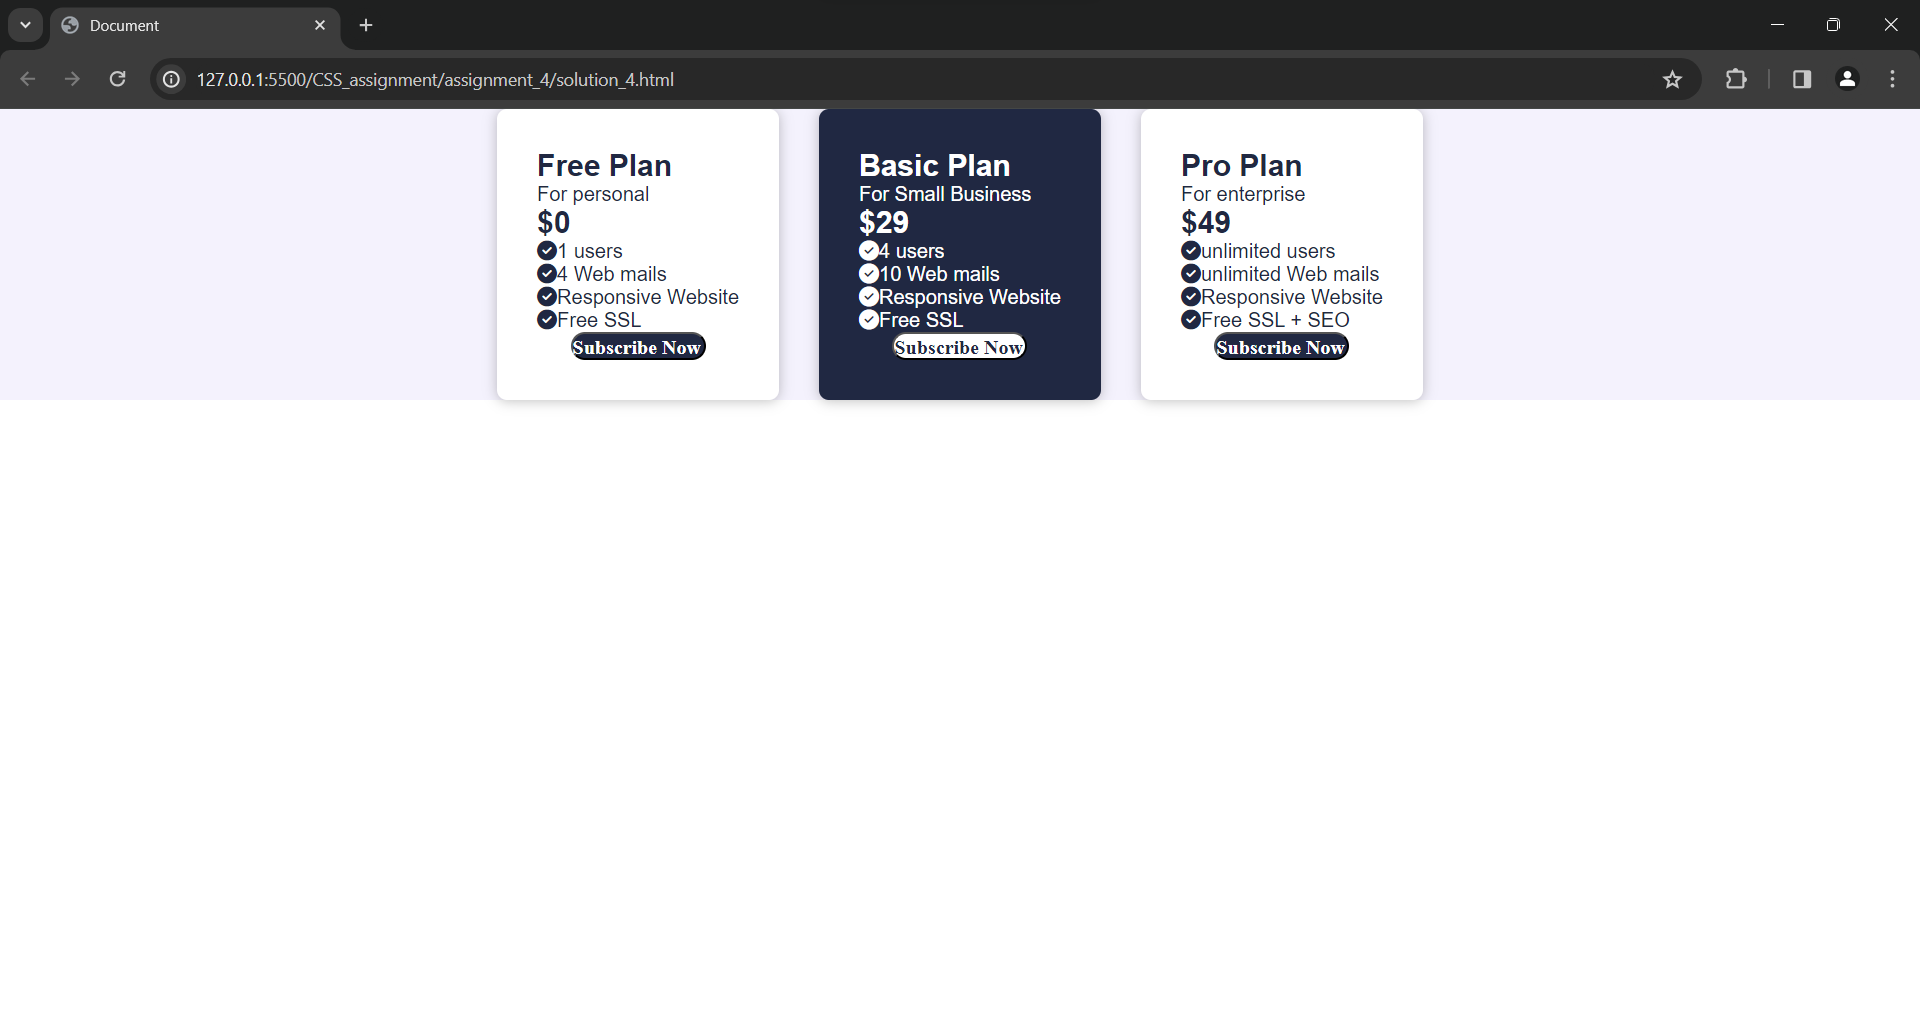 Document
127.0.0.1:5500/CSS_assignment/assignment_4/solution_4.html
Free Plan
For personal
$0
1 users
4 Web mails
Responsive Website
Free SSL
Subscribe Now
Basic Plan
For Small Business
$29
4 users
10 Web mails
Responsive Website
Free SSL
Subscribe Now
Pro Plan
For enterprise
$49
unlimited users
unlimited Web mails
Responsive Website
Free SSL + SEO
Subscribe Now